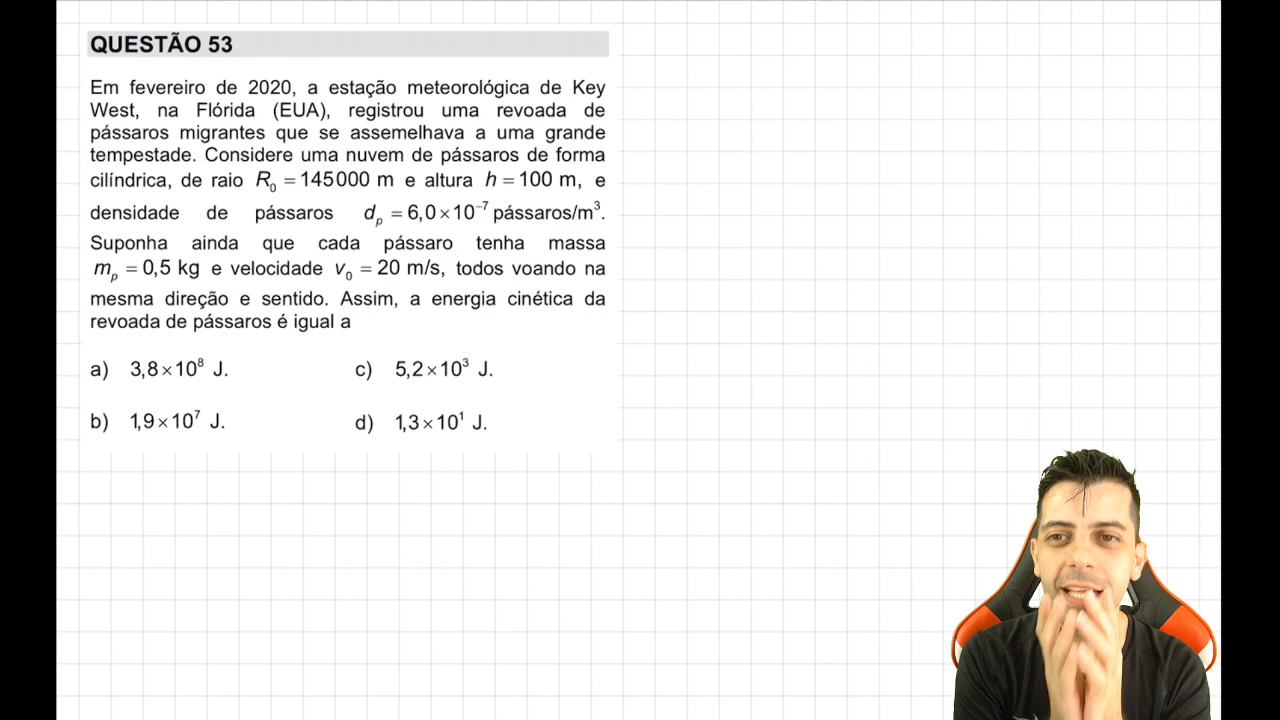 QUESTÃO 53
Em fevereiro de 2020, a estação meteorológica de Key
West, na Flórida (EUA), registrou uma revoada de
pássaros migrantes que se assemelhava a uma grande
tempestade. Considere uma nuvem de pássaros de forma
cilíndrica, de raio R₀ = 145000 m e altura h = 100 m, e
densidade de pássaros dₚ = 6,0×10⁻⁷ pássaros/m³.
Suponha ainda que cada pássaro tenha massa
mₚ = 0,5 kg e velocidade v₀ = 20 m/s, todos voando na
mesma direção e sentido. Assim, a energia cinética da
revoada de pássaros é igual a
a) 3,8×10⁸ J. c) 5,2×10³ J.
b) 1,9×10⁷ J. d) 1,3×10¹ J.